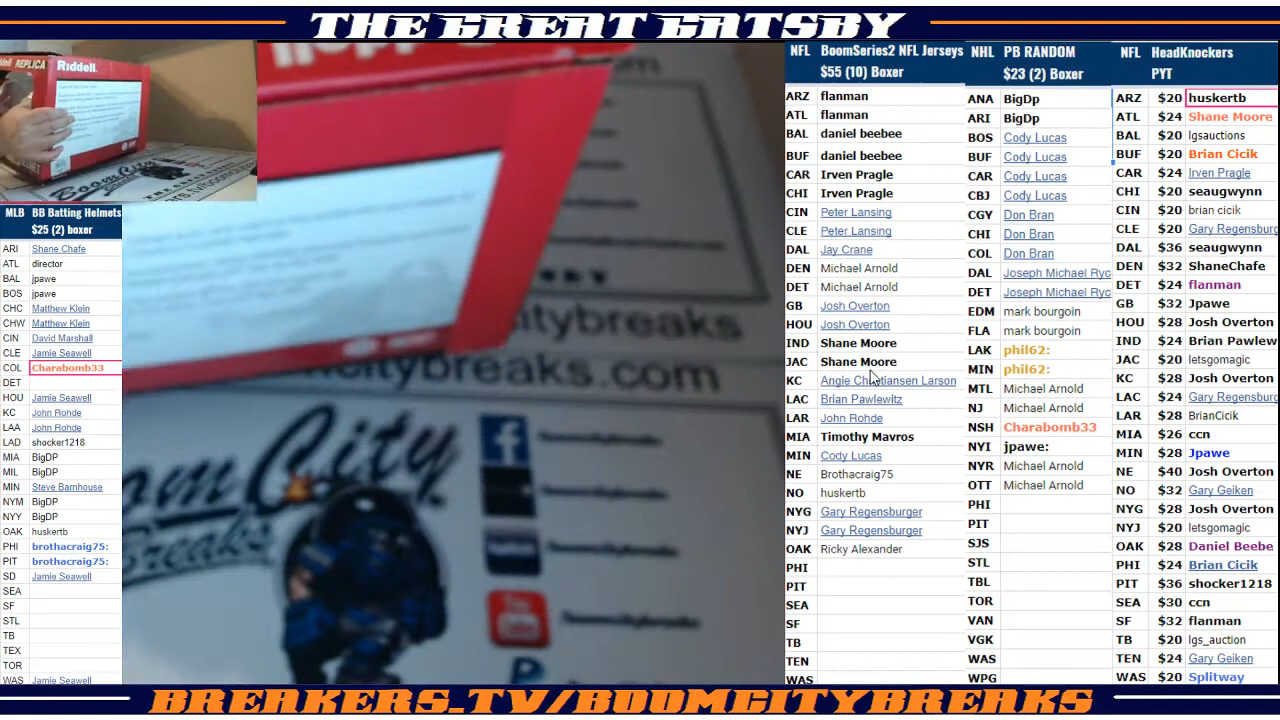 THE GREAT GATSBY
RIDDELL REPLICA
Riddell
MLB BB Batting Helmets
$25 (2) boxer
ARI Shane Chafe
ATL director
BAL jpawe
BOS jpawe
CHC Matthew Klein
CHW Matthew Klein
CIN David Marshall
CLE Jamie Seawell
COL Charabomb33
DET
HOU Jamie Seawell
KC John Rohde
LAA John Rohde
LAD shocker1218
MIA BigDP
MIL BigDP
MIN Steve Barnhouse
NYM BigDP
NYY BigDP
OAK huskertb
PHI brothacraig75:
PIT brothacraig75:
SD Jamie Seawell
SEA
SF
STL
TB
TEX
TOR
WAS Jamie Seawell
citybreaks
citybreaks.com
BoomCity
Breaks
f
You
Tube
NFL BoomSeries2 NFL Jerseys
$55 (10) Boxer
ARZ flanman
ATL flanman
BAL daniel beebee
BUF daniel beebee
CAR Irven Pragle
CHI Irven Pragle
CIN Peter Lansing
CLE Peter Lansing
DAL Jay Crane
DEN Michael Arnold
DET Michael Arnold
GB Josh Overton
HOU Josh Overton
IND Shane Moore
JAC Shane Moore
KC Angie Christiansen Larson
LAC Brian Pawlewitz
LAR John Rohde
MIA Timothy Mavros
MIN Cody Lucas
NE Brothacraig75
NO huskertb
NYG Gary Regensburger
NYJ Gary Regensburger
OAK Ricky Alexander
PHI
PIT
SEA
SF
TB
TEN
WAS
NHL PB RANDOM
$23 (2) Boxer
ANA BigDp
ARI BigDp
BOS Cody Lucas
BUF Cody Lucas
CAR Cody Lucas
CBJ Cody Lucas
CGY Don Bran
CHI Don Bran
COL Don Bran
DAL Joseph Michael Ryc
DET Joseph Michael Ryc
EDM mark bourgoin
FLA mark bourgoin
LAK phil62:
MIN phil62:
MTL Michael Arnold
NJ Michael Arnold
NSH Charabomb33
NYI jpawe:
NYR Michael Arnold
OTT Michael Arnold
PHI
PIT
SJS
STL
TBL
TOR
VAN
VGK
WAS
WPG
NFL HeadKnockers
PYT
ARZ $20 huskertb
ATL $24 Shane Moore
BAL $20 lgsauctions
BUF $20 Brian Cicik
CAR $24 Irven Pragle
CHI $20 seaugwynn
CIN $20 brian cicik
CLE $20 Gary Regensburg
DAL $36 seaugwynn
DEN $32 ShaneChafe
DET $24 flanman
GB $32 Jpawe
HOU $28 Josh Overton
IND $24 Brian Pawlew
JAC $20 letsgomagic
KC $28 Josh Overton
LAC $24 Gary Regensburg
LAR $28 BrianCicik
MIA $26 ccn
MIN $28 Jpawe
NE $40 Josh Overton
NO $32 Gary Geiken
NYG $28 Josh Overton
NYJ $20 letsgomagic
OAK $28 Daniel Beebe
PHI $24 Brian Cicik
PIT $36 shocker1218
SEA $30 ccn
SF $32 flanman
TB $20 lgs_auction
TEN $24 Gary Geiken
WAS $20 Splitway
BREAKERS.TV/BOOMCITYBREAKS